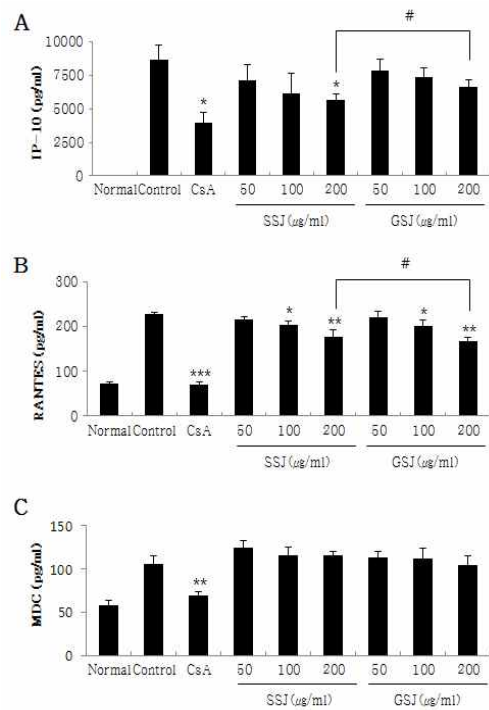 A
#
10000
7500
5000
2500
0
IP-10 (pg/ml)
*
*
Normal Control CsA 50 100 200 50 100 200
SSJ(㎍/ml) GSJ(㎍/ml)
B
#
300
200
100
0
RANTES (pg/ml)
***
*
**
*
**
Normal Control CsA 50 100 200 50 100 200
SSJ(㎍/ml) GSJ(㎍/ml)
C
150
100
50
0
MDC (pg/ml)
**
Normal Control CsA 50 100 200 50 100 200
SSJ(㎍/ml) GSJ(㎍/ml)